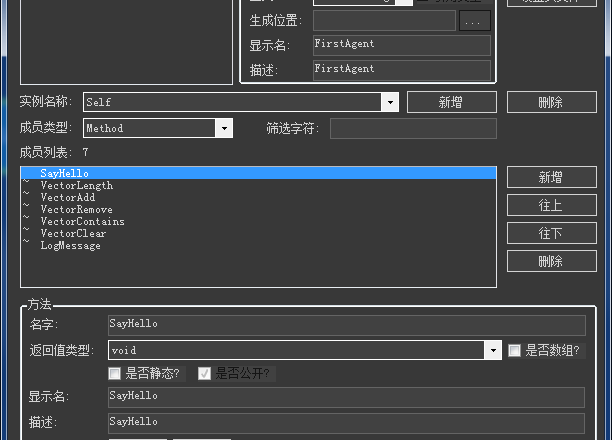 生成位置:
...
显示名: FirstAgent
描述: FirstAgent
实例名称: Self 新增 删除
成员类型: Method 筛选字符:
成员列表: 7
SayHello
~ VectorLength
~ VectorAdd
~ VectorRemove
~ VectorContains
~ VectorClear
~ LogMessage
新增
往上
往下
删除
方法
名字: SayHello
返回值类型: void 是否数组?
是否静态? 是否公开?
显示名: SayHello
描述: SayHello